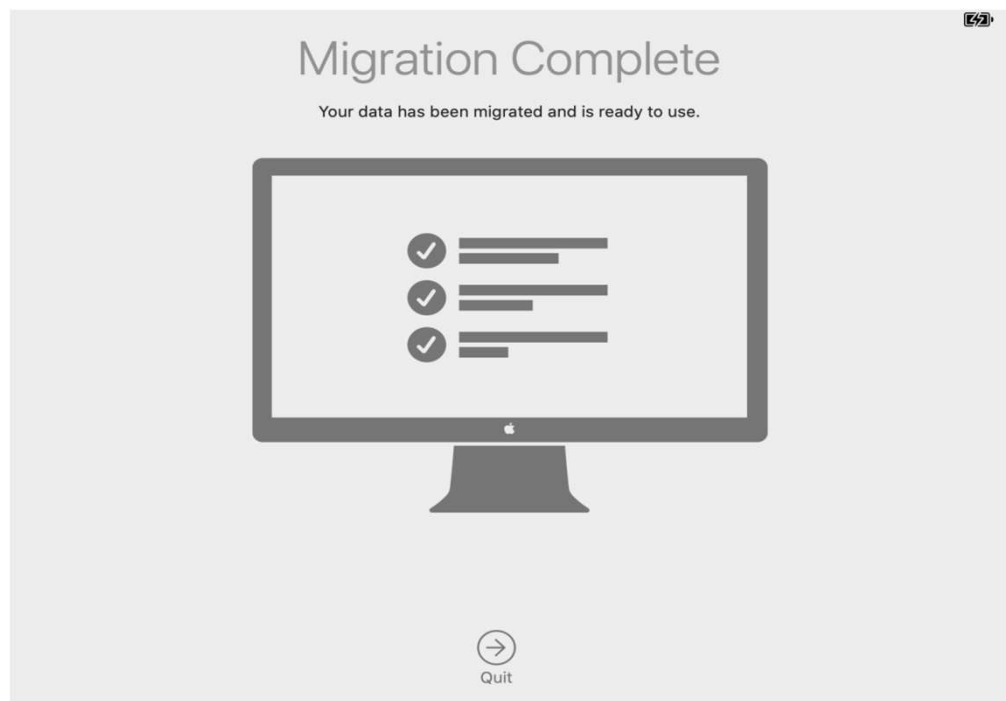 Migration Complete
Your data has been migrated and is ready to use.
Quit